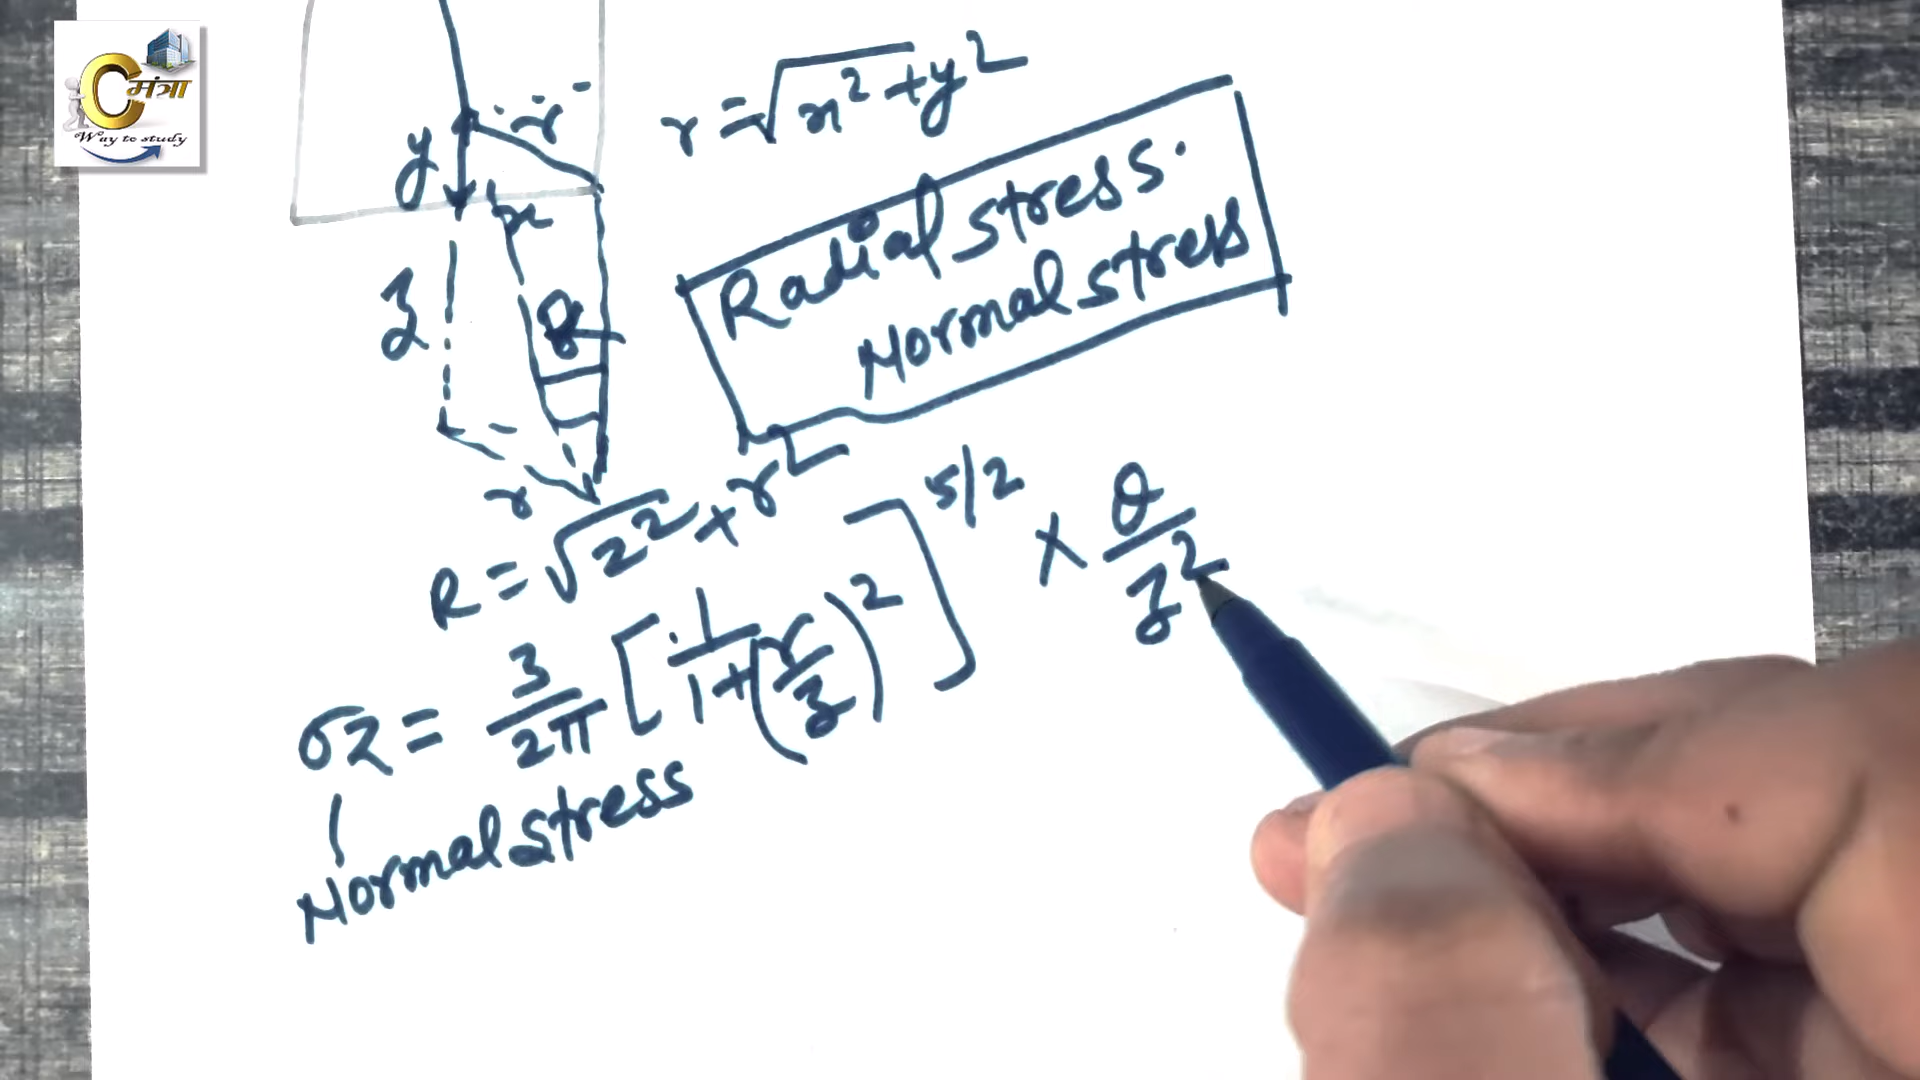 C मंत्रा
Way to study
r = √x² + y²
y
r
x
Radial stress.
Normal stress
z
r
R = √z² + r²
σz = 3/2π [1/1+(r/z)²]^5/2 × Q/z²
Normal stress